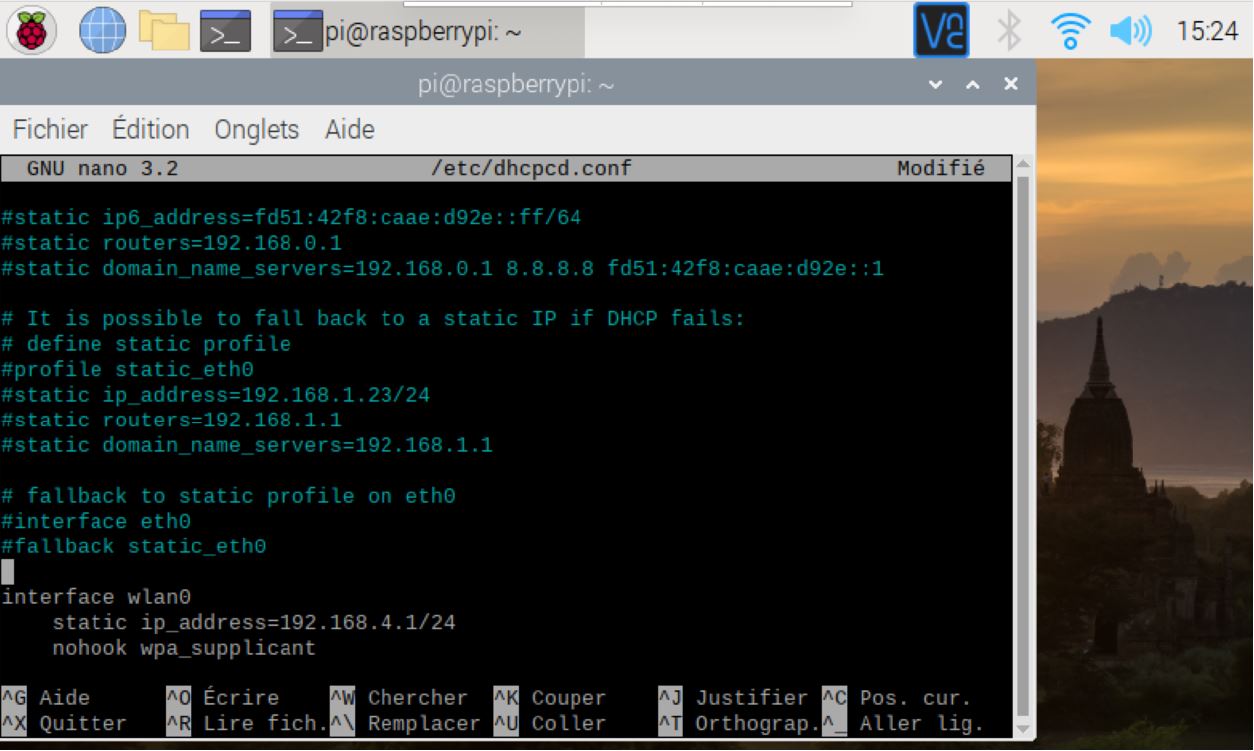 pi@raspberrypi: ~
VNC
15:24
pi@raspberrypi: ~
Fichier Édition Onglets Aide
GNU nano 3.2 /etc/dhcpcd.conf Modifié
#static ip6_address=fd51:42f8:caae:d92e::ff/64
#static routers=192.168.0.1
#static domain_name_servers=192.168.0.1 8.8.8.8 fd51:42f8:caae:d92e::1
# It is possible to fall back to a static IP if DHCP fails:
# define static profile
#profile static_eth0
#static ip_address=192.168.1.23/24
#static routers=192.168.1.1
#static domain_name_servers=192.168.1.1
# fallback to static profile on eth0
#interface eth0
#fallback static_eth0
interface wlan0
static ip_address=192.168.4.1/24
nohook wpa_supplicant
^G Aide ^O Écrire ^W Chercher ^K Couper ^J Justifier ^C Pos. cur.
^X Quitter ^R Lire fich. ^\ Remplacer ^U Coller ^T Orthograp. ^_ Aller lig.